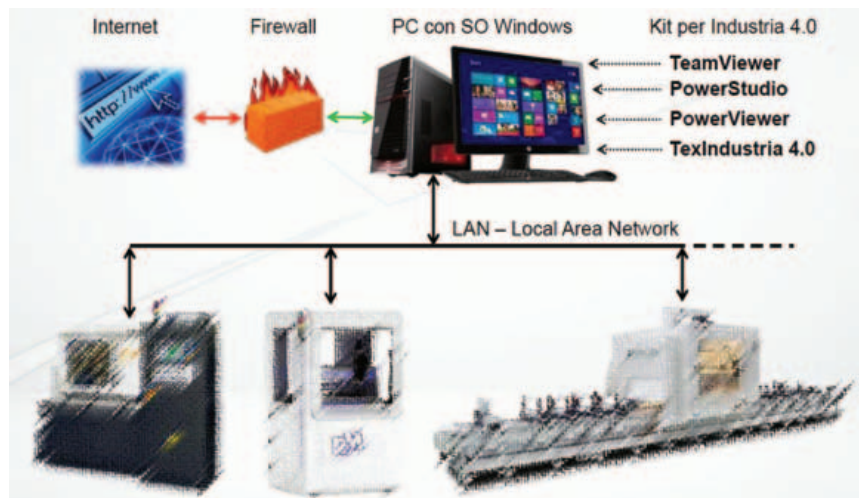 Internet
Firewall
PC con SO Windows
Kit per Industria 4.0
http://www
TeamViewer
PowerStudio
PowerViewer
TexIndustria 4.0
LAN – Local Area Network